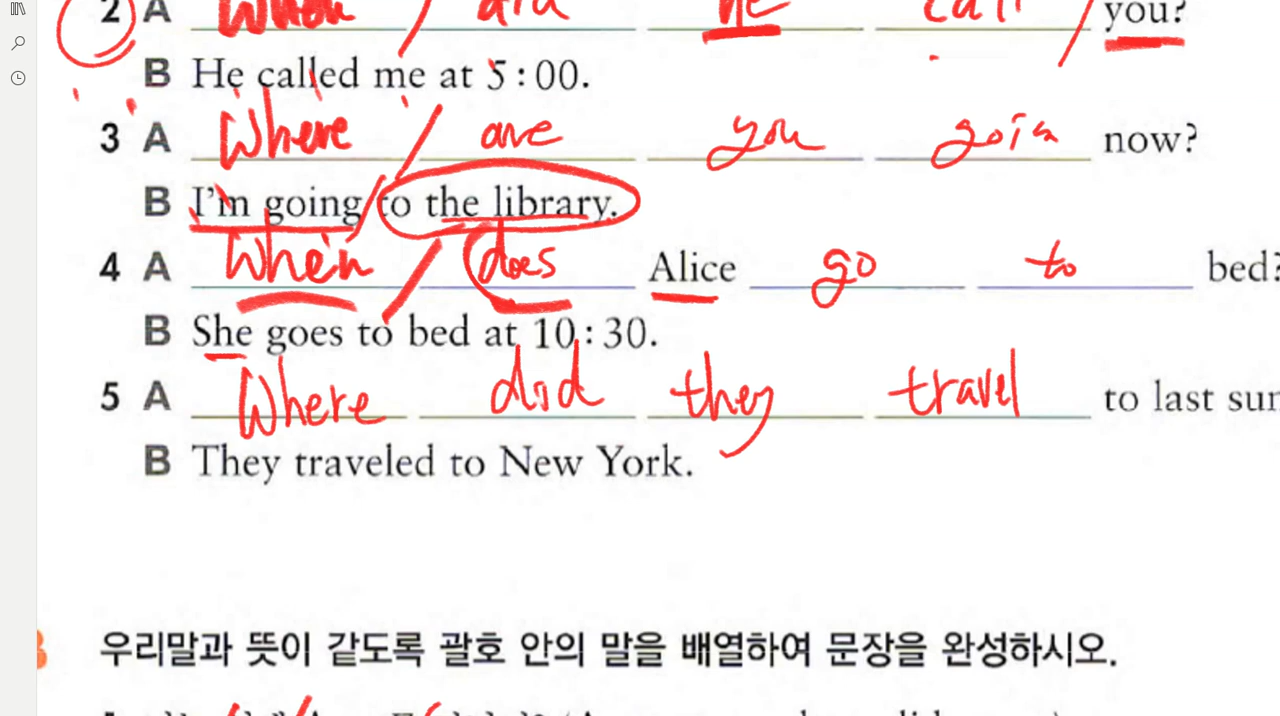 2 A When did he call you?
B He called me at 5:00.
3 A Where are you goin now?
B I'm going to the library.
4 A When does Alice go to bed?
B She goes to bed at 10:30.
5 A Where did they travel to last sum
B They traveled to New York.
우리말과 뜻이 같도록 괄호 안의 말을 배열하여 문장을 완성하시오.